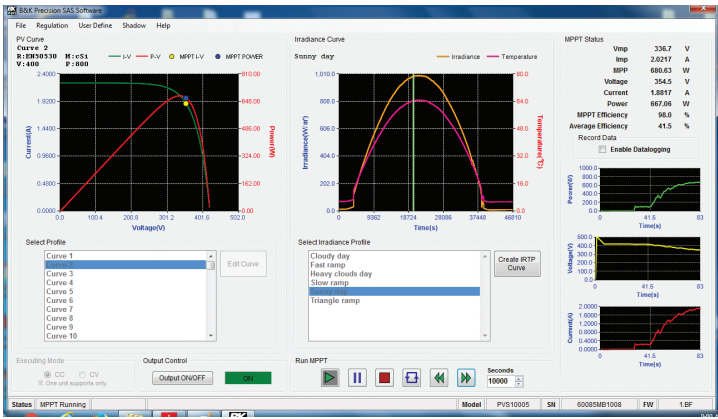 B&K Precision SAS Software
File Regulation User Define Shadow Help
PV Curve
Curve 2
R:EN50530 M:cSi
V:400 P:800
I-V P-V MPPT I-V MPPT POWER
2.4000
1.9200
1.4400
0.9600
0.4800
0.0000
Current(A)
810.00
648.00
486.00
324.00
162.00
0.00
Power(W)
0.0 100.4 200.8 301.2 401.6 502.0
Voltage(V)
Irradiance Curve
Sunny day
Irradiance Temperature
1,010.0
808.0
606.0
404.0
202.0
0.0
Irradiance(W/m²)
80.0
64.0
48.0
32.0
16.0
0.0
Temperature(℃)
0 9362 18724 28086 37448 46810
Time(s)
MPPT Status
Vmp 336.7 V
Imp 2.0217 A
MPP 680.63 W
Voltage 354.5 V
Current 1.8817 A
Power 667.06 W
MPPT Efficiency 98.0 %
Average Efficiency 41.5 %
Record Data
Enable Datalogging
1000.0
800.0
600.0
400.0
200.0
0.0
Power(W)
0 41.5 83
Time(s)
500.0
400.0
300.0
200.0
100.0
0.0
Voltage(V)
0 41.5 83
Time(s)
2.0000
1.6000
1.2000
0.8000
0.4000
0.0000
Current(A)
0 41.5 83
Time(s)
Select Profile
Curve 1
Curve 2
Curve 3
Curve 4
Curve 5
Curve 6
Curve 7
Curve 8
Curve 9
Curve 10
Edit Curve
Select Irradiance Profile
Cloudy day
Fast ramp
Heavy clouds day
Slow ramp
Sunny day
Triangle ramp
Create IRTP
Curve
Executing Mode
CC CV
※ One unit supports only.
Output Control
Output ON/OFF ON
Run MPPT
Seconds
10000
Status MPPT Running Model PVS10005 SN 60085MB1008 FW 1.BF